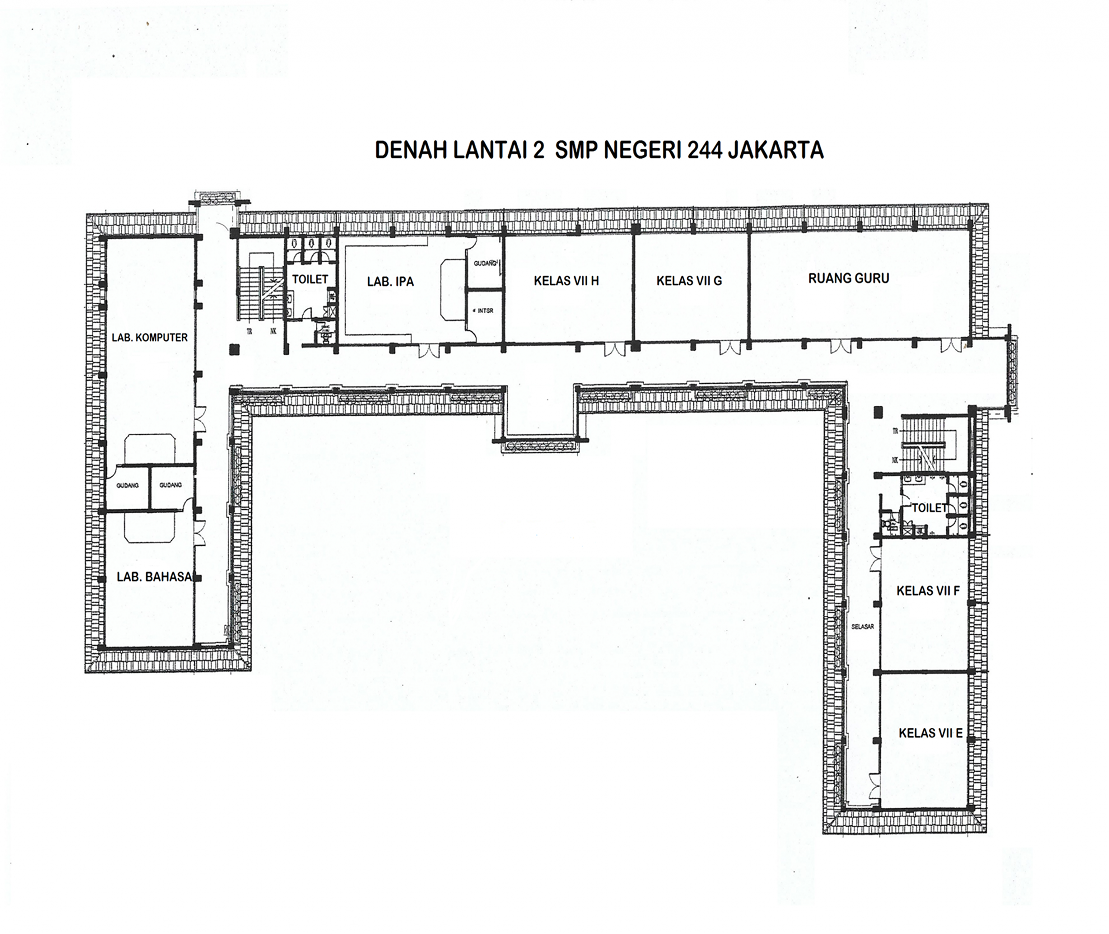 DENAH LANTAI 2 SMP NEGERI 244 JAKARTA
TOILET
LAB. IPA
GUDANG
INTSR
KELAS VII H
KELAS VII G
RUANG GURU
TR
NK
LAB. KOMPUTER
GUDANG
GUDANG
LAB. BAHASA
TR
NK
TOILET
KELAS VII F
SELASAR
KELAS VII E